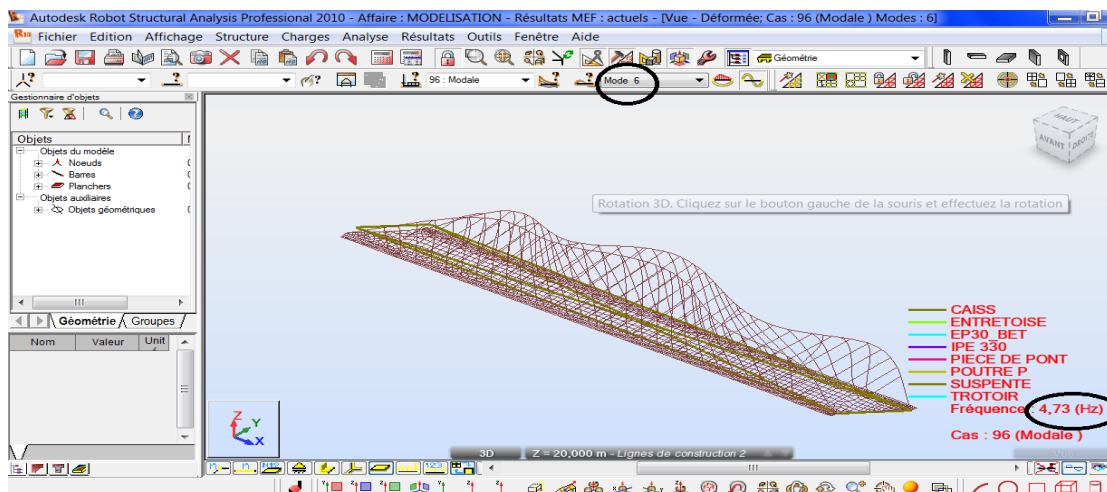 Autodesk Robot Structural Analysis Professional 2010 - Affaire : MODELISATION - Résultats MEF : actuels - [Vue - Déformée; Cas : 96 (Modale ) Modes : 6]
Fichier Edition Affichage Structure Charges Analyse Résultats Outils Fenêtre Aide
Géométrie
96 : Modale
Mode 6
Gestionnaire d'objets
Objets
Objets du modèle
Noeuds
Barres
Planchers
Objets auxiliaires
Objets géométriques
Géométrie Groupes
Nom Valeur Unit
HAUT
AVANT DROITE
Rotation 3D. Cliquez sur le bouton gauche de la souris et effectuez la rotation
CAISS
ENTRETOISE
EP30_BET
IPE 330
PIECE DE PONT
POUTRE P
SUSPENTE
TROTOIR
Fréquence : 4,73 (Hz)
Cas : 96 (Modale )
Z Y X
3D Z = 20,000 m - Lignes de construction 2